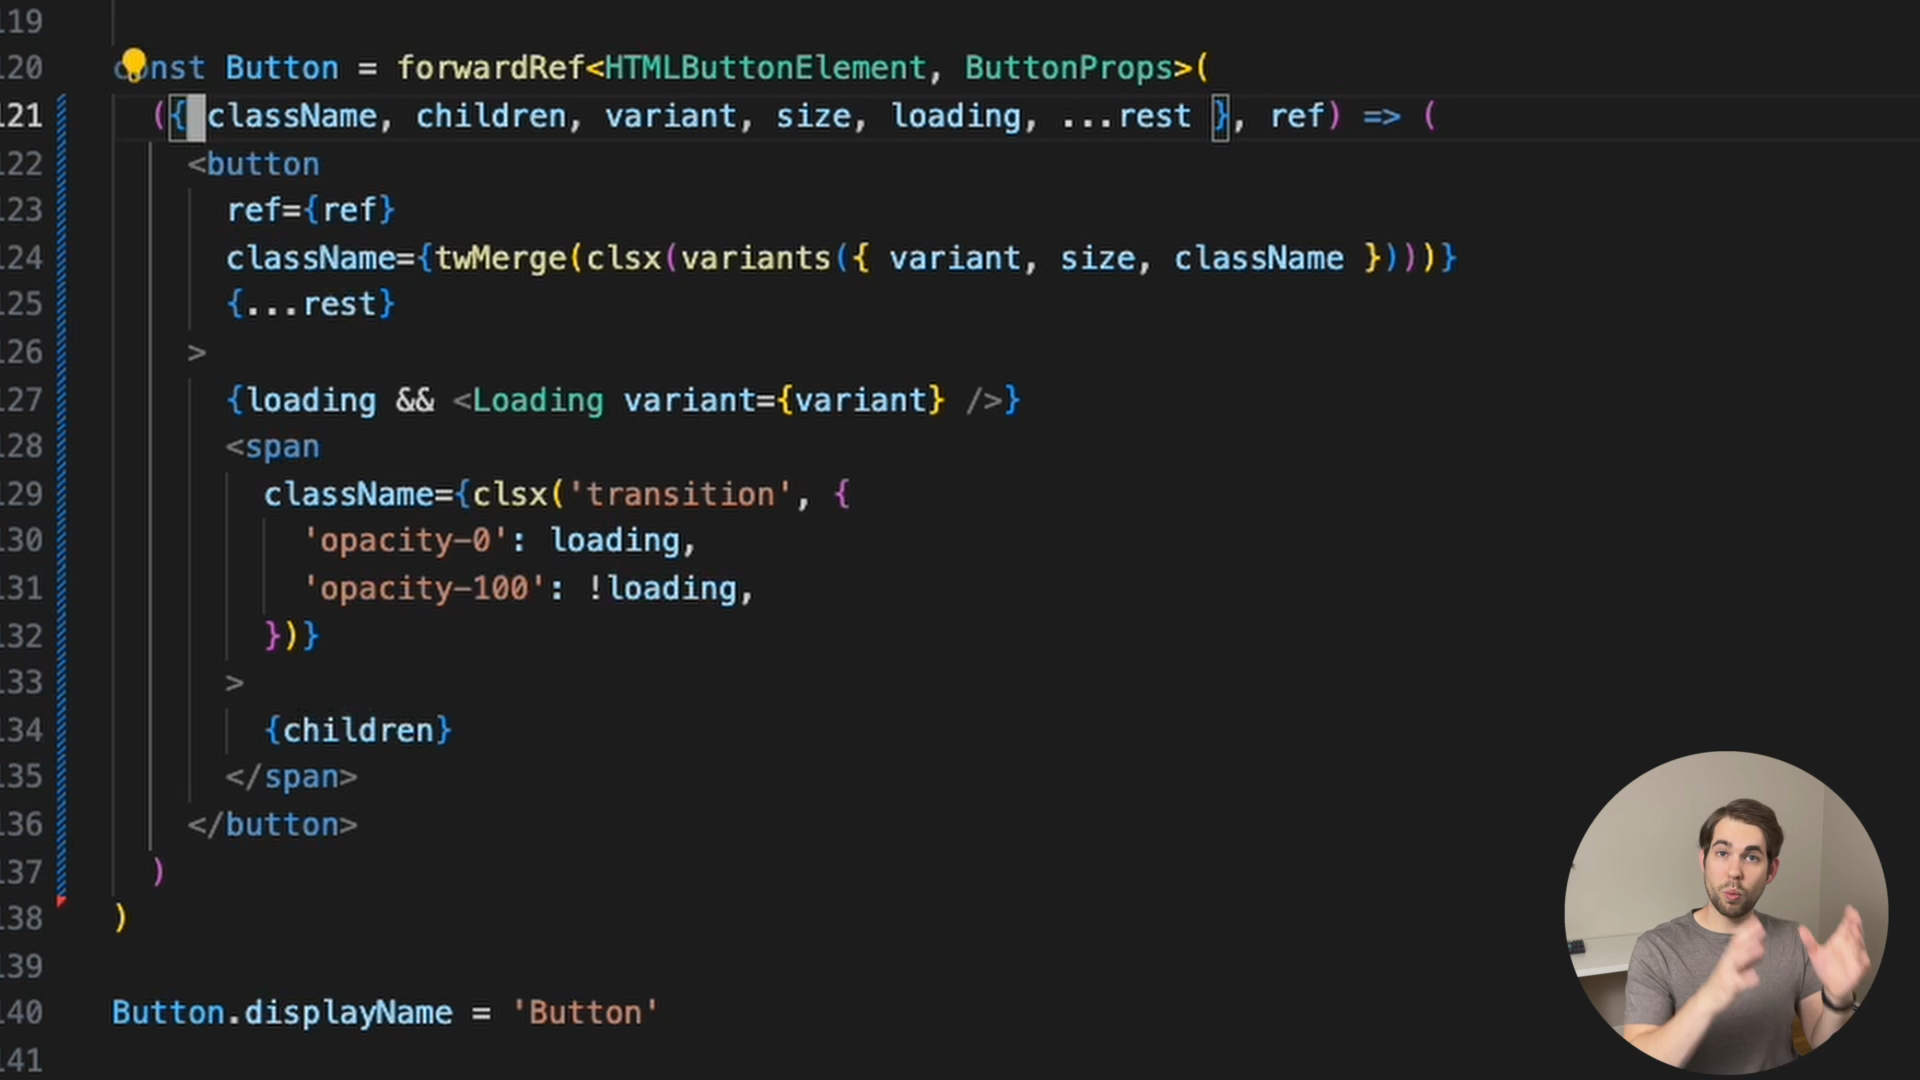 119
120 const Button = forwardRef<HTMLButtonElement, ButtonProps>(
121 ({ className, children, variant, size, loading, ...rest }, ref) => (
122 <button
123 ref={ref}
124 className={twMerge(clsx(variants({ variant, size, className })))}
125 {...rest}
126 >
127 {loading && <Loading variant={variant} />}
128 <span
129 className={clsx('transition', {
130 'opacity-0': loading,
131 'opacity-100': !loading,
132 })}
133 >
134 {children}
135 </span>
136 </button>
137 )
138 )
139
140 Button.displayName = 'Button'
141